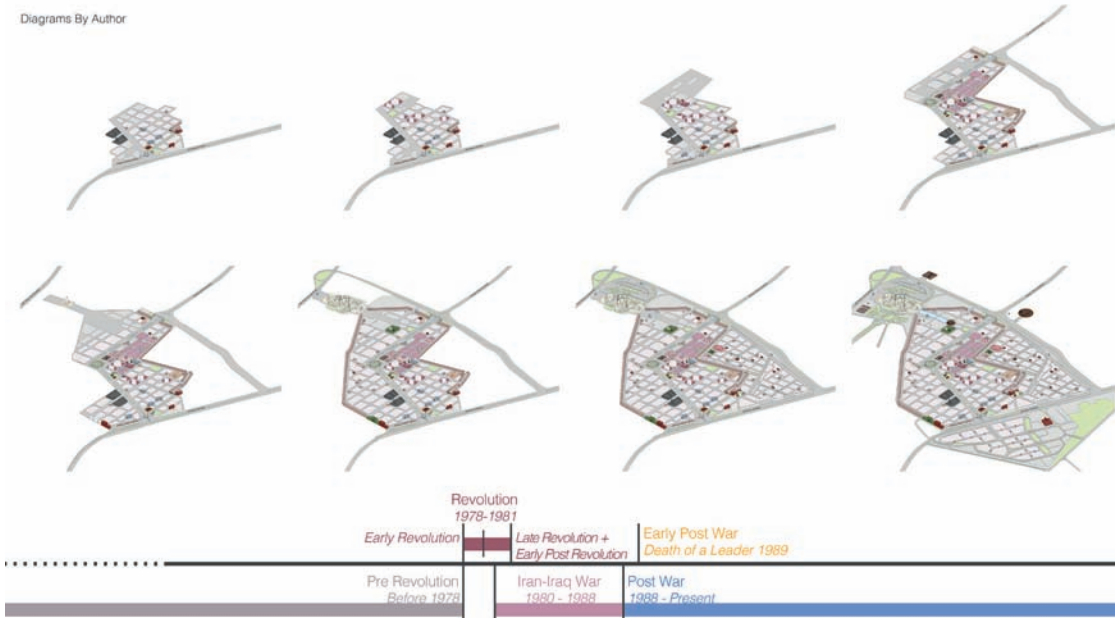 Diagrams By Author
Revolution
1978-1981
Early Revolution
Late Revolution +
Early Post Revolution
Early Post War
Death of a Leader 1989
Pre Revolution
Before 1978
Iran-Iraq War
1980 - 1988
Post War
1988 - Present